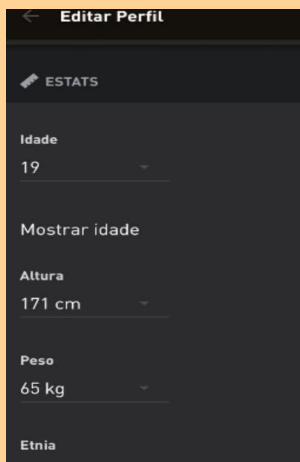 Editar Perfil
ESTATS
Idade
19
Mostrar idade
Altura
171 cm
Peso
65 kg
Etnia